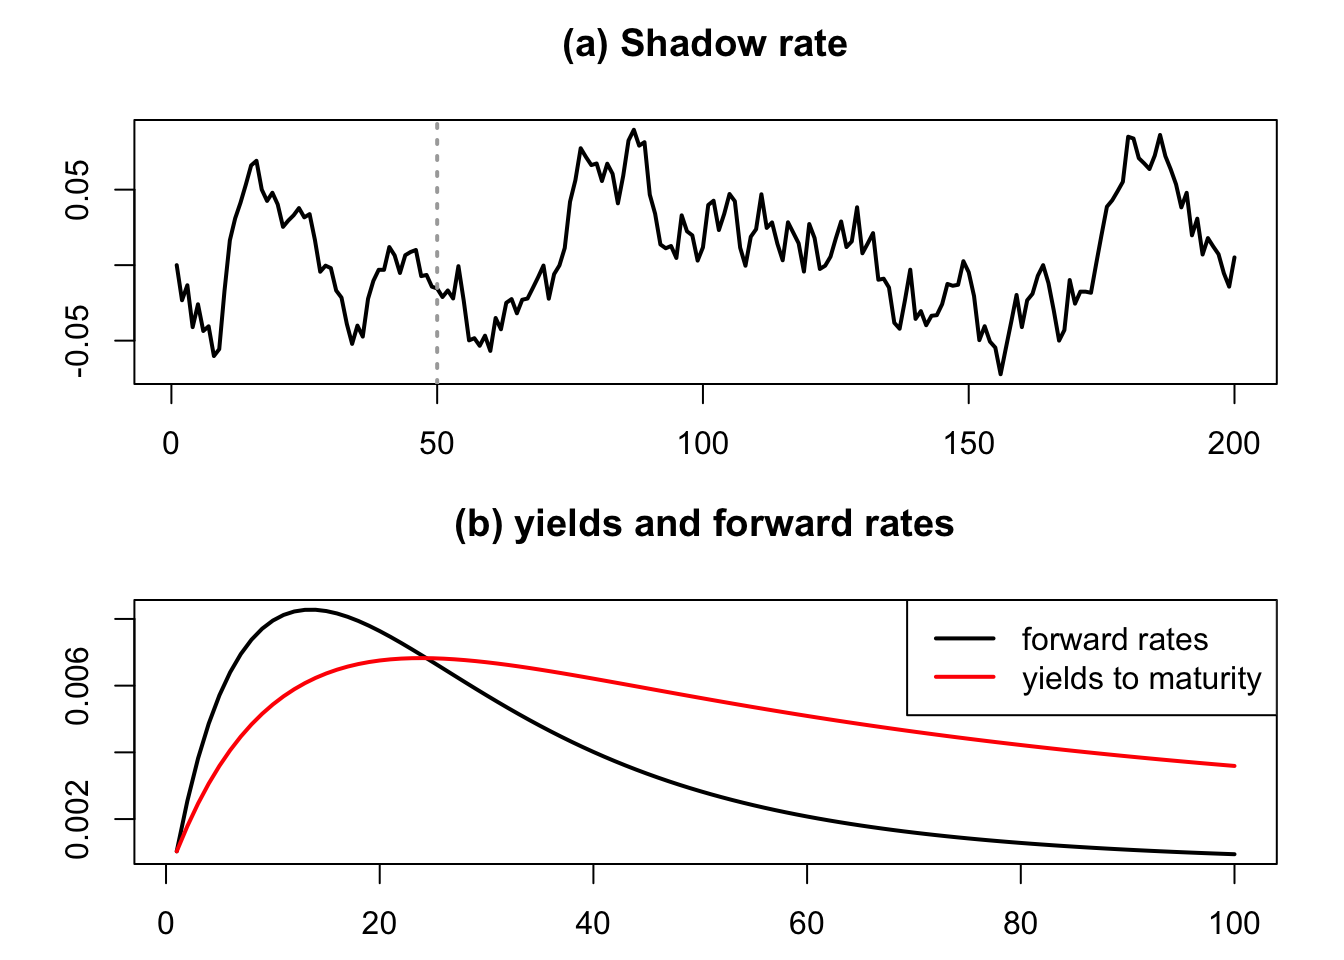 (a) Shadow rate
0.05
-0.05
0 50 100 150 200
(b) yields and forward rates
forward rates
yields to maturity
0.006
0.002
0 20 40 60 80 100